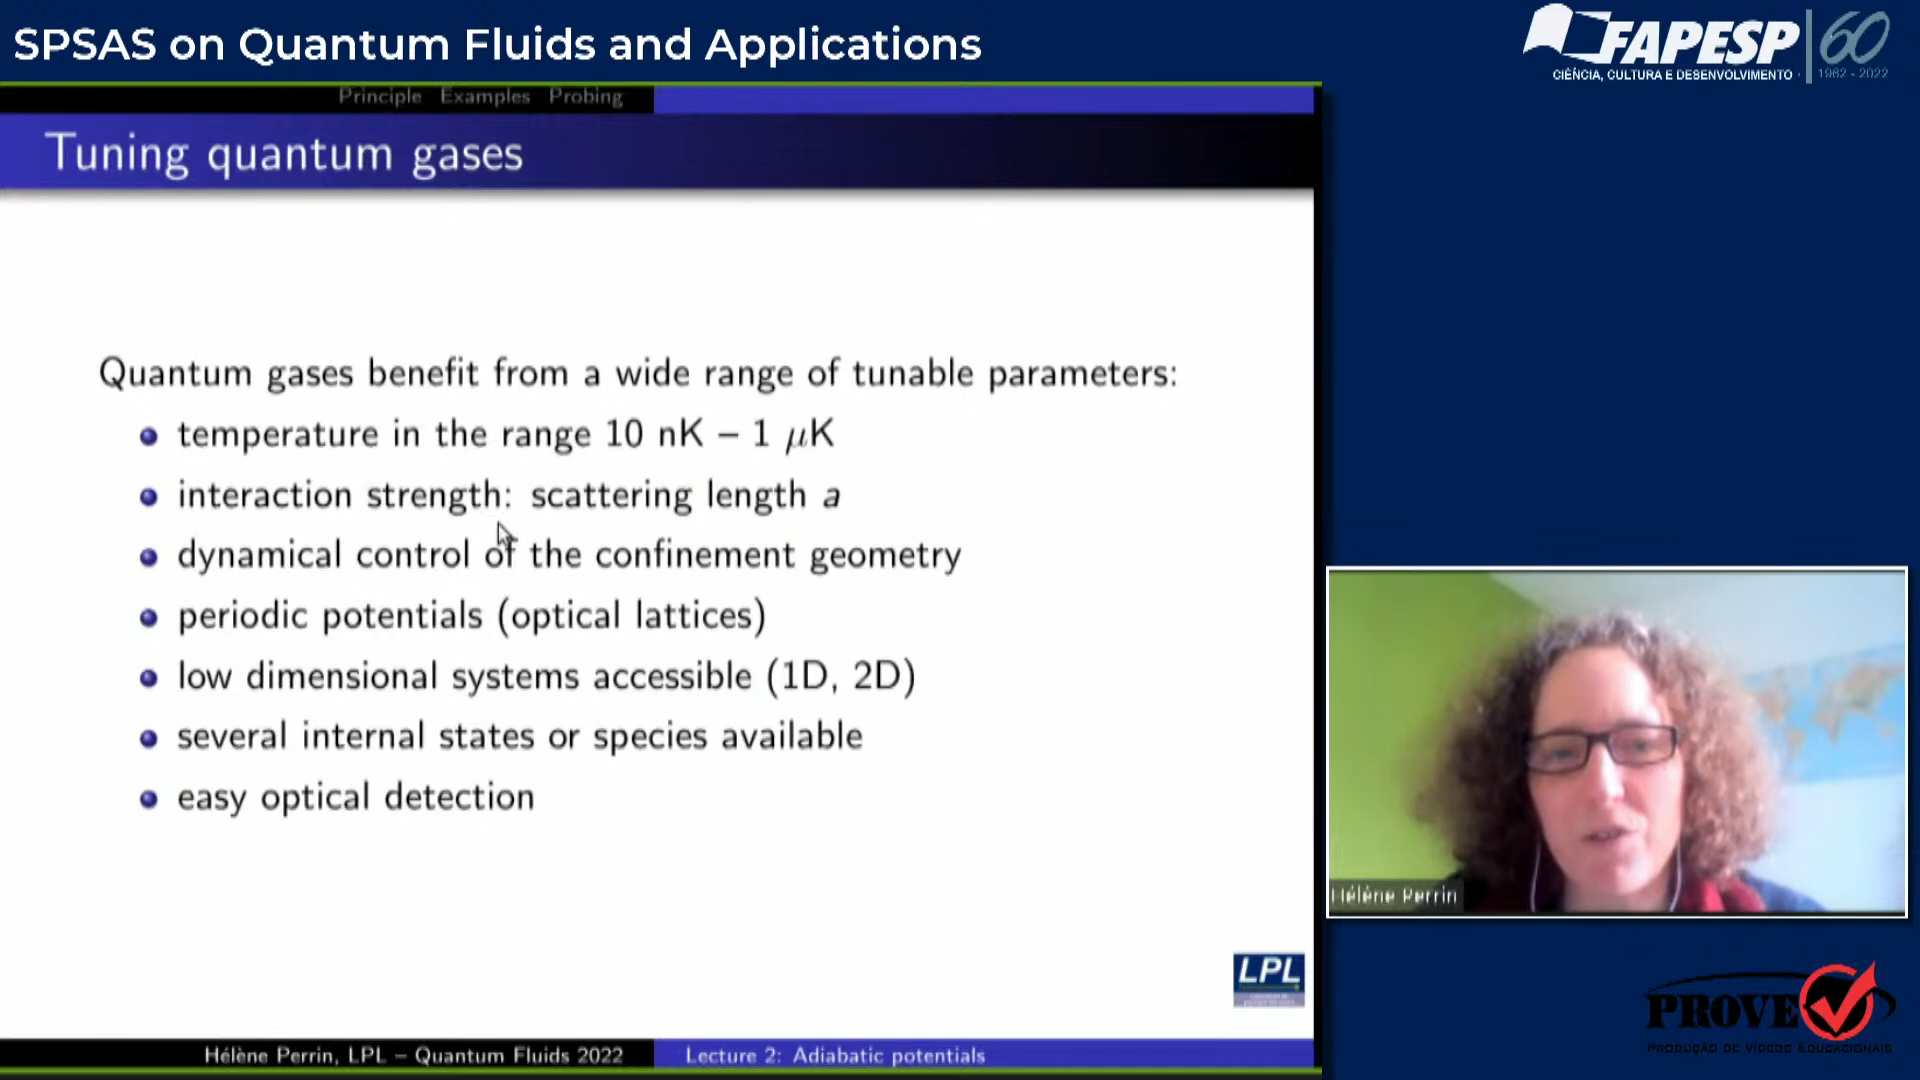 SPSAS on Quantum Fluids and Applications
FAPESP 60
CIÊNCIA, CULTURA E DESENVOLVIMENTO
1962 - 2022
Principle Examples Probing
Tuning quantum gases
Quantum gases benefit from a wide range of tunable parameters:
temperature in the range 10 nK – 1 μK
interaction strength: scattering length a
dynamical control of the confinement geometry
periodic potentials (optical lattices)
low dimensional systems accessible (1D, 2D)
several internal states or species available
easy optical detection
LPL
Hélène Perrin
Hélène Perrin, LPL – Quantum Fluids 2022
Lecture 2: Adiabatic potentials
PROVE
PRODUÇÃO DE VÍDEOS EDUCACIONAIS